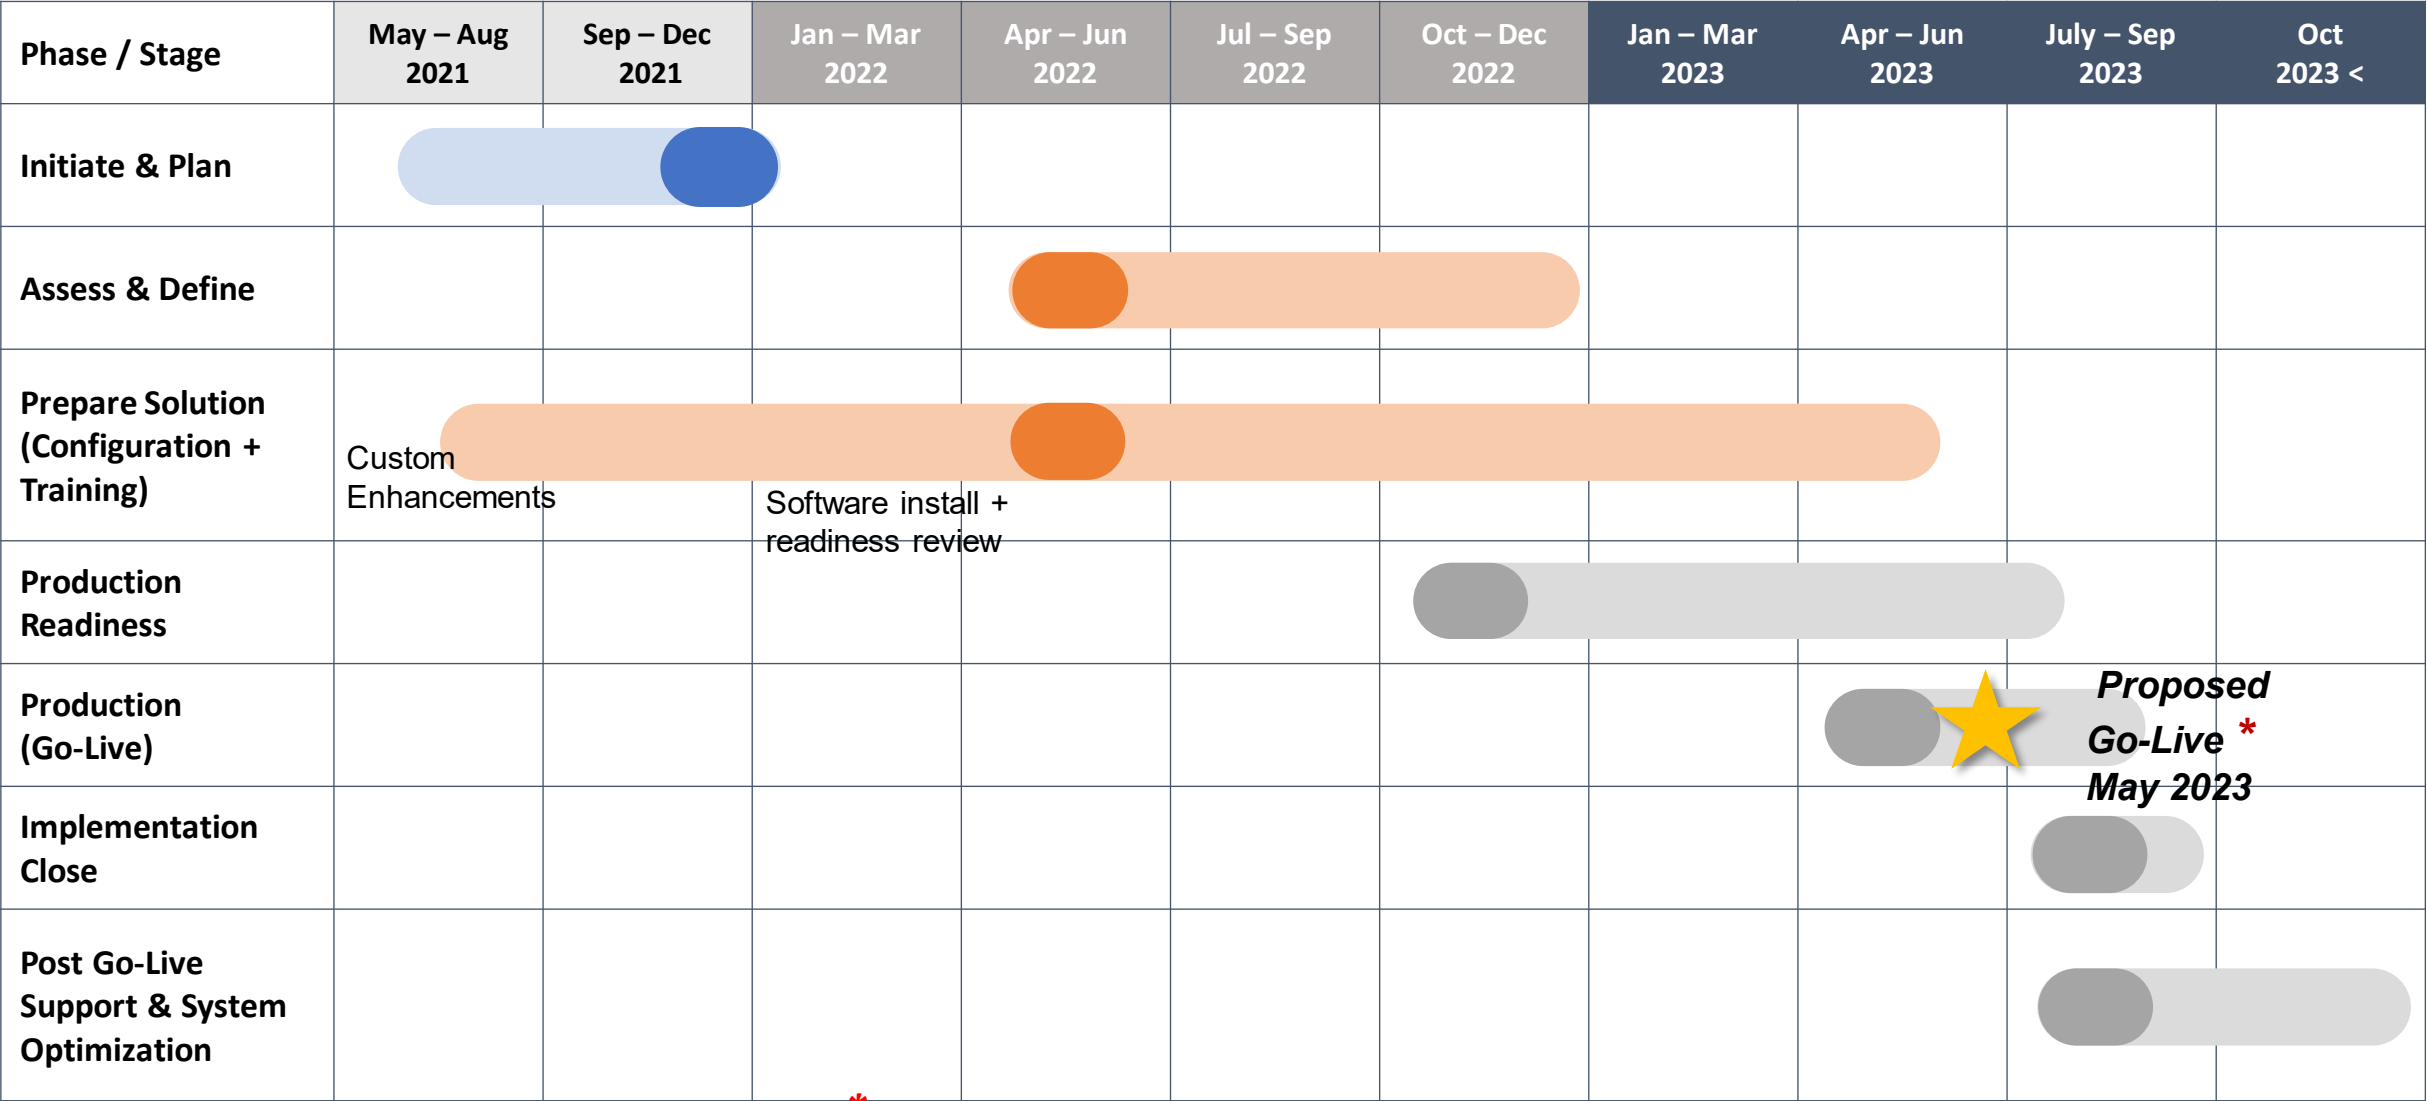 Phase / Stage
May – Aug
2021
Sep – Dec
2021
Jan – Mar
2022
Apr – Jun
2022
Jul – Sep
2022
Oct – Dec
2022
Jan – Mar
2023
Apr – Jun
2023
July – Sep
2023
Oct
2023 <
Initiate & Plan
Assess & Define
Prepare Solution
(Configuration +
Training)
Custom
Enhancements
Software install +
readiness review
Production
Readiness
Production
(Go-Live)
Proposed
Go-Live *
May 2023
Implementation
Close
Post Go-Live
Support & System
Optimization
*